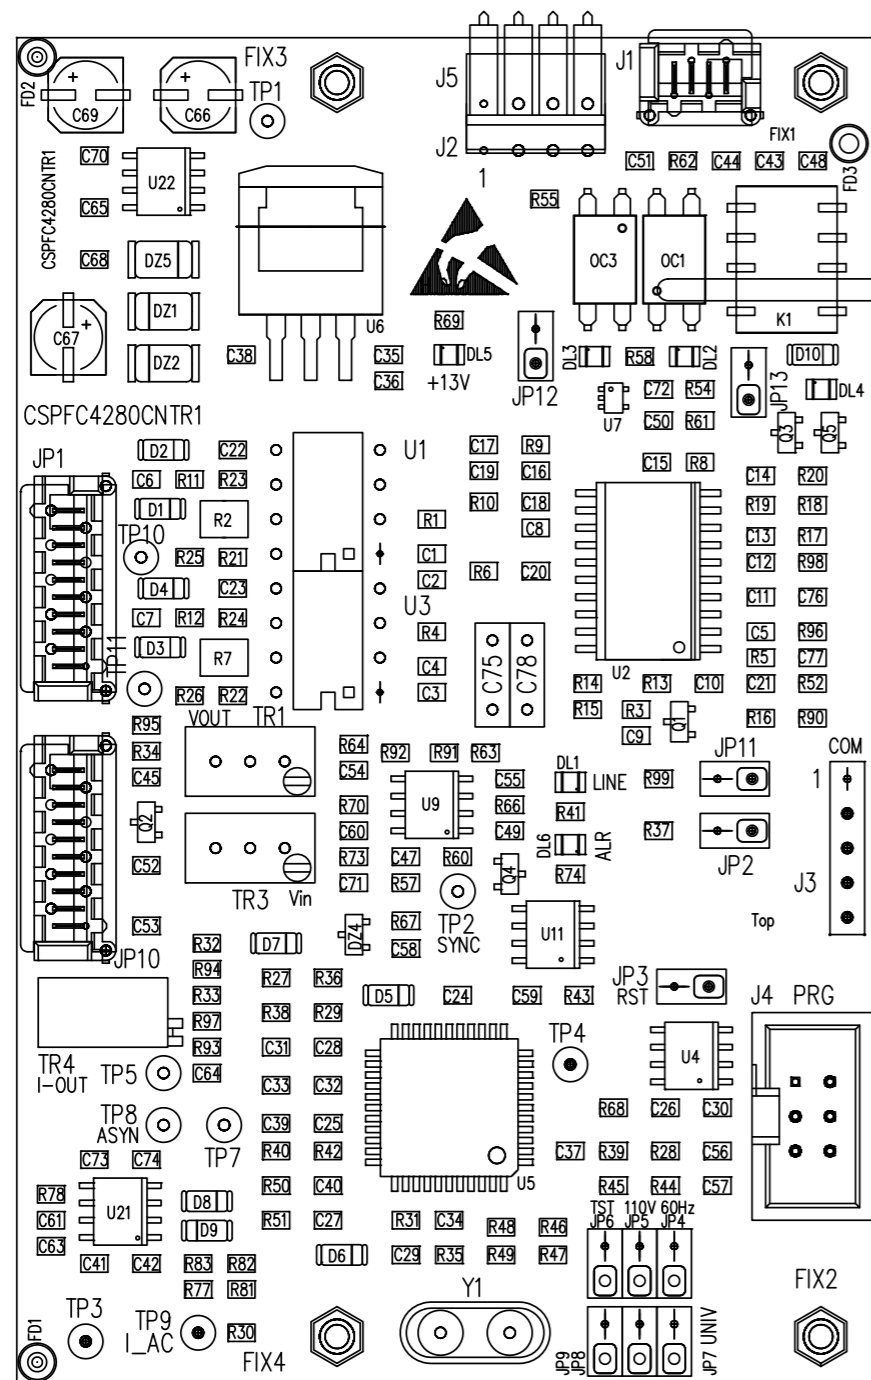 FIX3
J5
J1
FD2
TP1
C69
C66
J2
FIX1
FD3
C70
U22
C51 R62 C44 C43 C48
CSPFC4280CNTR1
1
R55
C65
C68
DZ5
OC3
OC1
DZ1
U6
R69
K1
C67
DZ2
C38
C35
DL5
DL3
R58
DL2
D10
C36
+13V
JP12
JP13
DL4
C72 R54
U7
CSPFC4280CNTR1
C50 R61
Q3
Q5
D2
C22
U1
C17 R9
JP1
C15 R8
C6 R11 R23
C19 C16
C14 R20
D1
R10 C18
R19 R18
R2
R1
C8
TP10
C13 R17
R25 R21
C1
C12 R98
C2
R6 C20
D4
C23
C11 C76
U3
C7 R12 R24
R4
C5 R96
TP11
D3
R7
C75
C78
R5 C77
C4
U2
R26 R22
C3
R14
R13
C10
C21 R52
R15
R3
Q1
R16 R90
R95
VOUT TR1
C9
R34
R64
R92 R91 R63
JP11
COM
C45
C54
C55
DL1
LINE
R99
1
U9
Q2
R70
R66
R41
C60
C49
DL6
ALR
R37
C52
R73
C47
R60
Q4
R74
JP2
TR3
Vin
C71
R57
J3
TP2
SYNC
C53
R67
U11
Top
R32
D7
DZ4
C58
JP10
R94
R27 R36
JP3
RST
J4 PRG
R33
D5
C24
C59 R43
R97
R38 R29
TR4
I-OUT
R93
C31 C28
TP4
U4
TP5
C64
C33 C32
TP8
ASYN
R68 C26 C30
C39 C25
TP7
R40 R42
C37
R39 R28 C56
C73 C74
U5
R78
R50 C40
R45 R44 C57
U21
D8
C61
R51 C27
R31 C34
R48 R46
TST 110V 60Hz
JP6 JP5 JP4
D9
C63
C41 C42
R83 R82
D6
C29 R35
R49 R47
R77 R81
Y1
FIX2
TP3
TP9
I_AC
R30
FD1
FIX4
JP9
JP8
JP7
UNIV